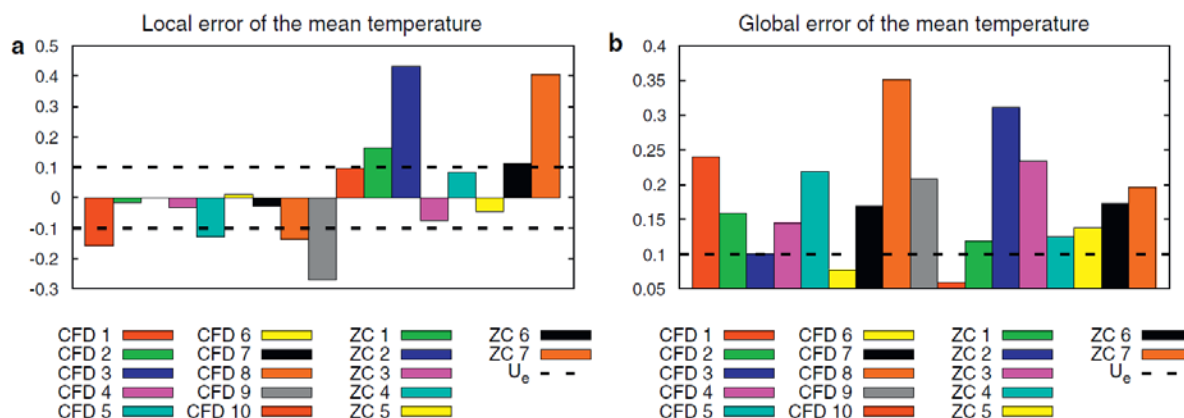 Local error of the mean temperature
a
0.5
0.4
0.3
0.2
0.1
0
-0.1
-0.2
-0.3
CFD 1
CFD 2
CFD 3
CFD 4
CFD 5
CFD 6
CFD 7
CFD 8
CFD 9
CFD 10
ZC 1
ZC 2
ZC 3
ZC 4
ZC 5
ZC 6
ZC 7
Ue
Global error of the mean temperature
b
0.4
0.35
0.3
0.25
0.2
0.15
0.1
0.05
CFD 1
CFD 2
CFD 3
CFD 4
CFD 5
CFD 6
CFD 7
CFD 8
CFD 9
CFD 10
ZC 1
ZC 2
ZC 3
ZC 4
ZC 5
ZC 6
ZC 7
Ue